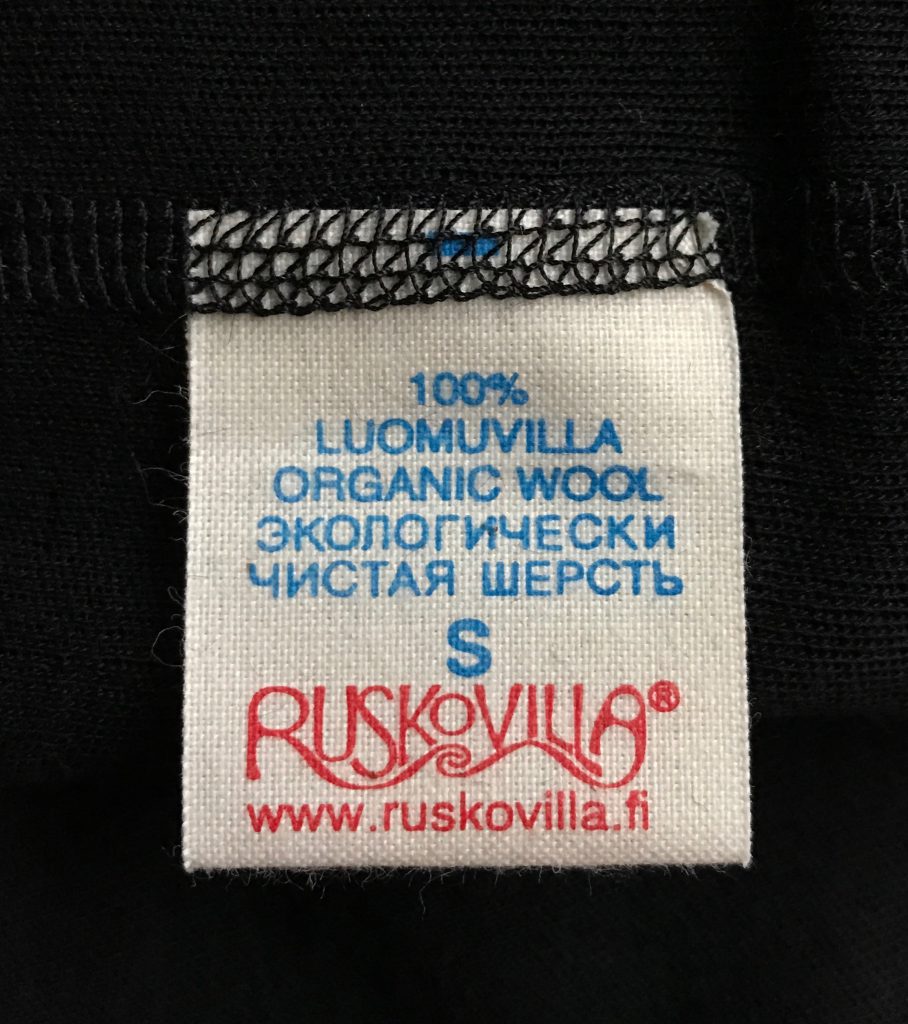 100%
LUOMUVILLA
ORGANIC WOOL
ЭКОЛОГИЧЕСКИ
ЧИСТАЯ ШЕРСТЬ
S
RUSKOVILLA®
www.ruskovilla.fi